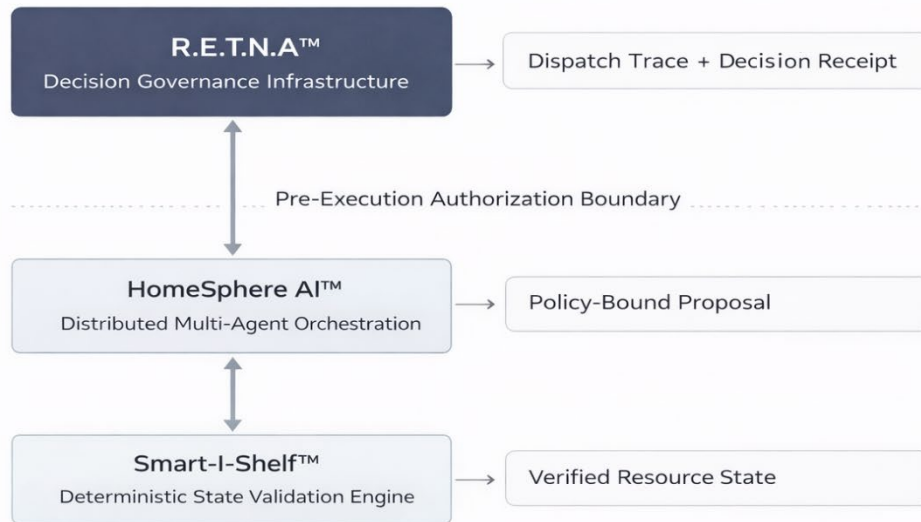 R.E.T.N.A™
Decision Governance Infrastructure
Dispatch Trace + Decision Receipt
Pre-Execution Authorization Boundary
HomeSphere AI™
Distributed Multi-Agent Orchestration
Policy-Bound Proposal
Smart-I-Shelf™
Deterministic State Validation Engine
Verified Resource State